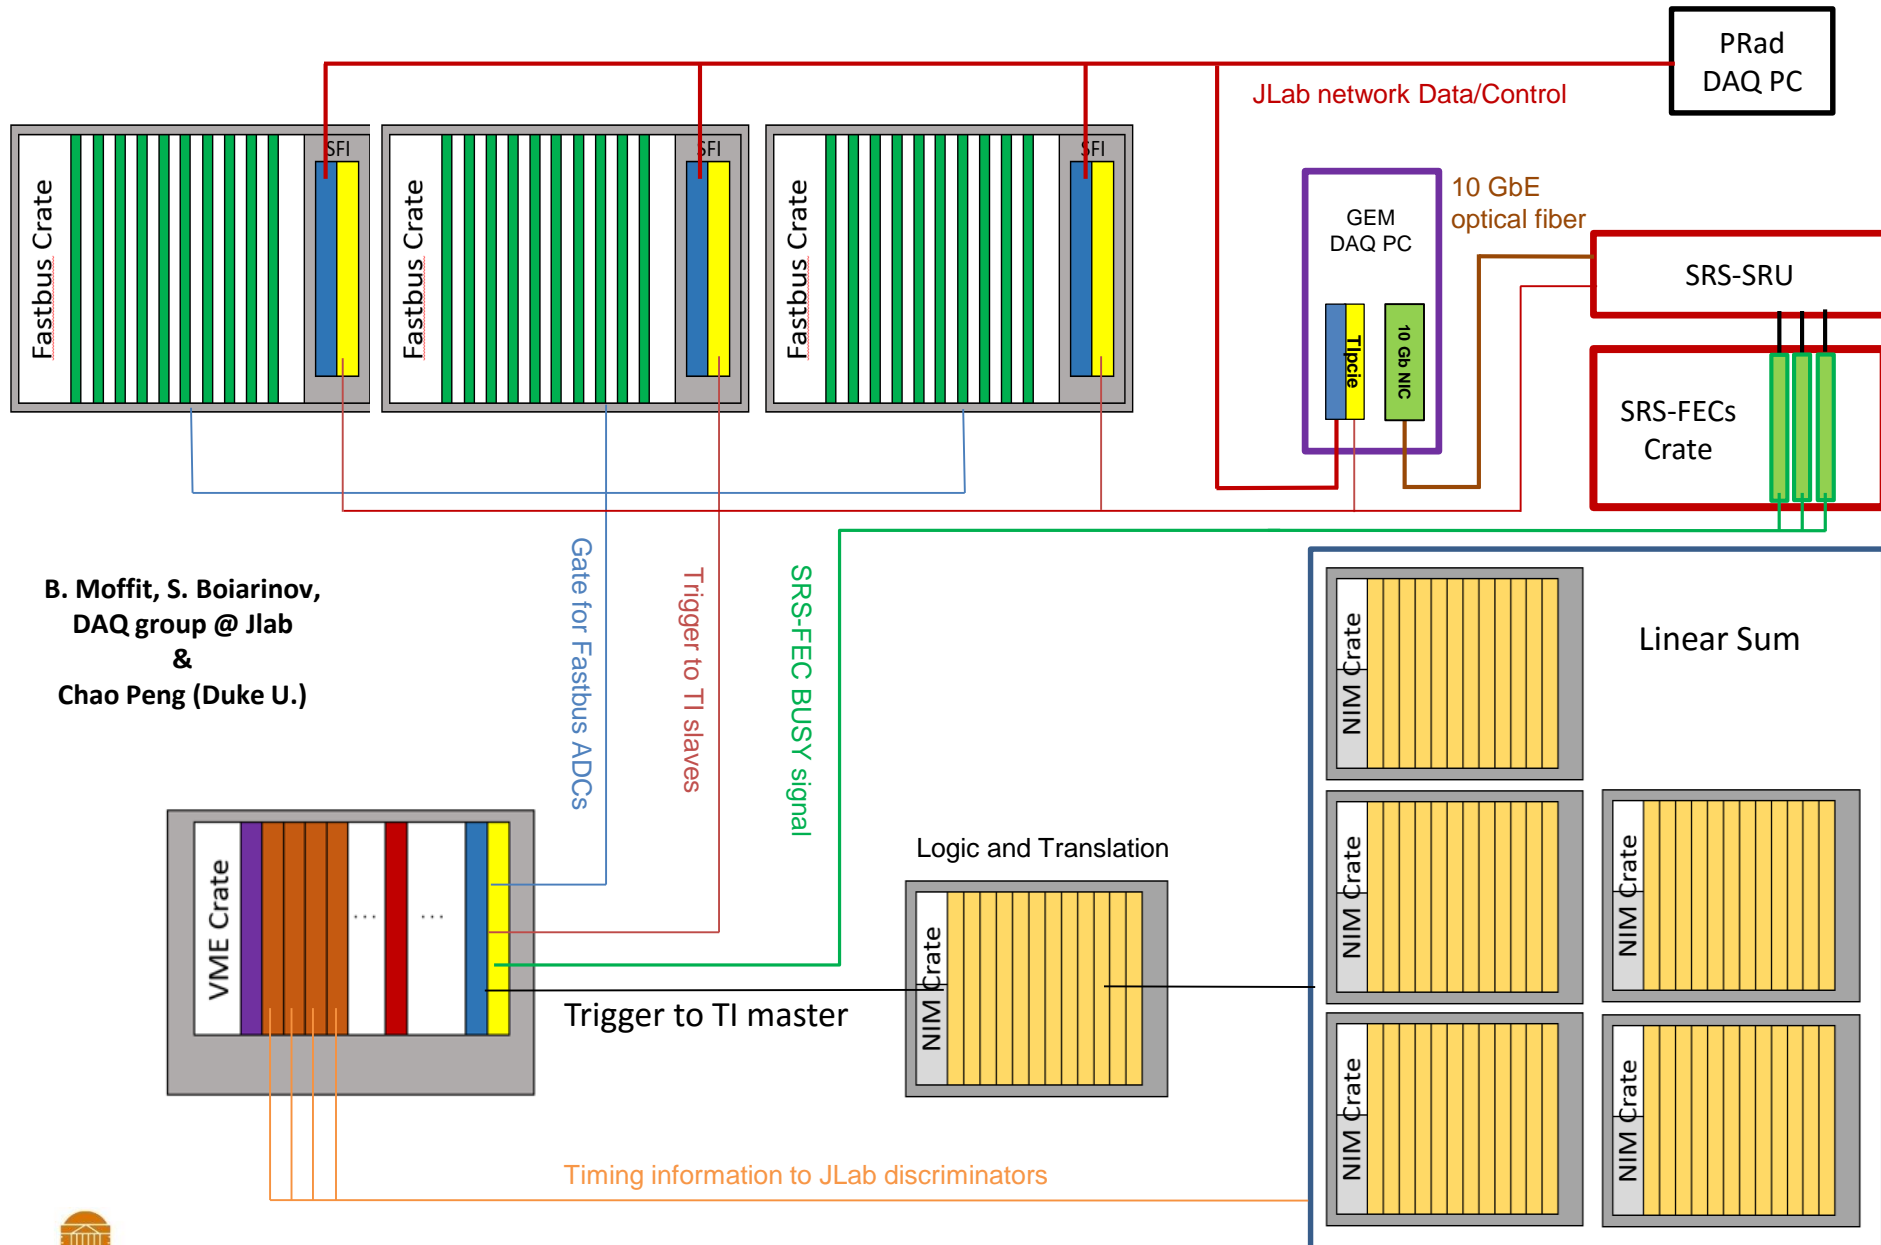 PRad
DAQ PC
JLab network Data/Control
SFI
SFI
SFI
Fastbus Crate
Fastbus Crate
Fastbus Crate
GEM
DAQ PC
10 GbE
optical fiber
TIpcie
10 Gb NIC
SRS-SRU
SRS-FECs
Crate
B. Moffit, S. Boiarinov,
DAQ group @ Jlab
&
Chao Peng (Duke U.)
Gate for Fastbus ADCs
Trigger to TI slaves
SRS-FEC BUSY signal
Linear Sum
NIM Crate
NIM Crate
NIM Crate
NIM Crate
NIM Crate
VME Crate
...
...
Logic and Translation
NIM Crate
Trigger to TI master
Timing information to JLab discriminators